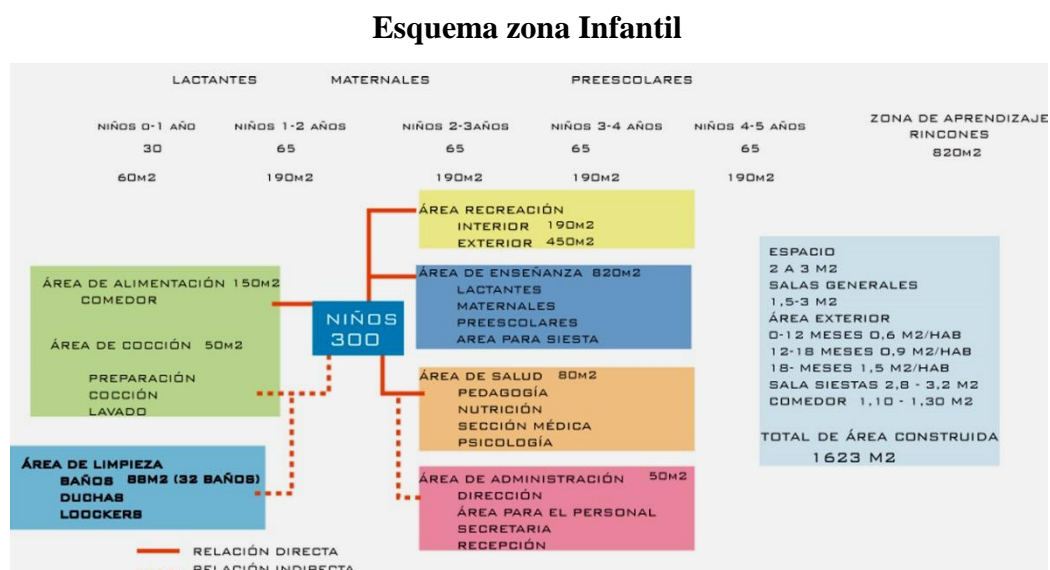 Esquema zona Infantil
LACTANTES MATERNALES PREESCOLARES
NIÑOS 0-1 AÑO NIÑOS 1-2 AÑOS NIÑOS 2-3AÑOS NIÑOS 3-4 AÑOS NIÑOS 4-5 AÑOS
30 65 65 65 65
60M2 190M2 190M2 190M2 190M2
ZONA DE APRENDIZAJE
RINCONES
820M2
ÁREA RECREACIÓN
INTERIOR 190M2
EXTERIOR 450M2
ÁREA DE ALIMENTACIÓN 150M2
COMEDOR
ÁREA DE COCCIÓN 50M2
PREPARACIÓN
COCCIÓN
LAVADO
NIÑOS
300
ÁREA DE ENSEÑANZA 820M2
LACTANTES
MATERNALES
PREESCOLARES
AREA PARA SIESTA
ÁREA DE SALUD 80M2
PEDAGOGÍA
NUTRICIÓN
SECCIÓN MÉDICA
PSICOLOGÍA
ÁREA DE LIMPIEZA
BAÑOS 88M2 (32 BAÑOS)
DUCHAS
LOOCKERS
ÁREA DE ADMINISTRACIÓN 50M2
DIRECCIÓN
ÁREA PARA EL PERSONAL
SECRETARIA
RECEPCIÓN
ESPACIO
2 A 3 M2
SALAS GENERALES
1,5-3 M2
ÁREA EXTERIOR
0-12 MESES 0,6 M2/HAB
12-18 MESES 0,9 M2/HAB
18- MESES 1,5 M2/HAB
SALA SIESTAS 2,8 - 3,2 M2
COMEDOR 1,10 - 1,30 M2
TOTAL DE ÁREA CONSTRUIDA
1623 M2
RELACIÓN DIRECTA
RELACIÓN INDIRECTA